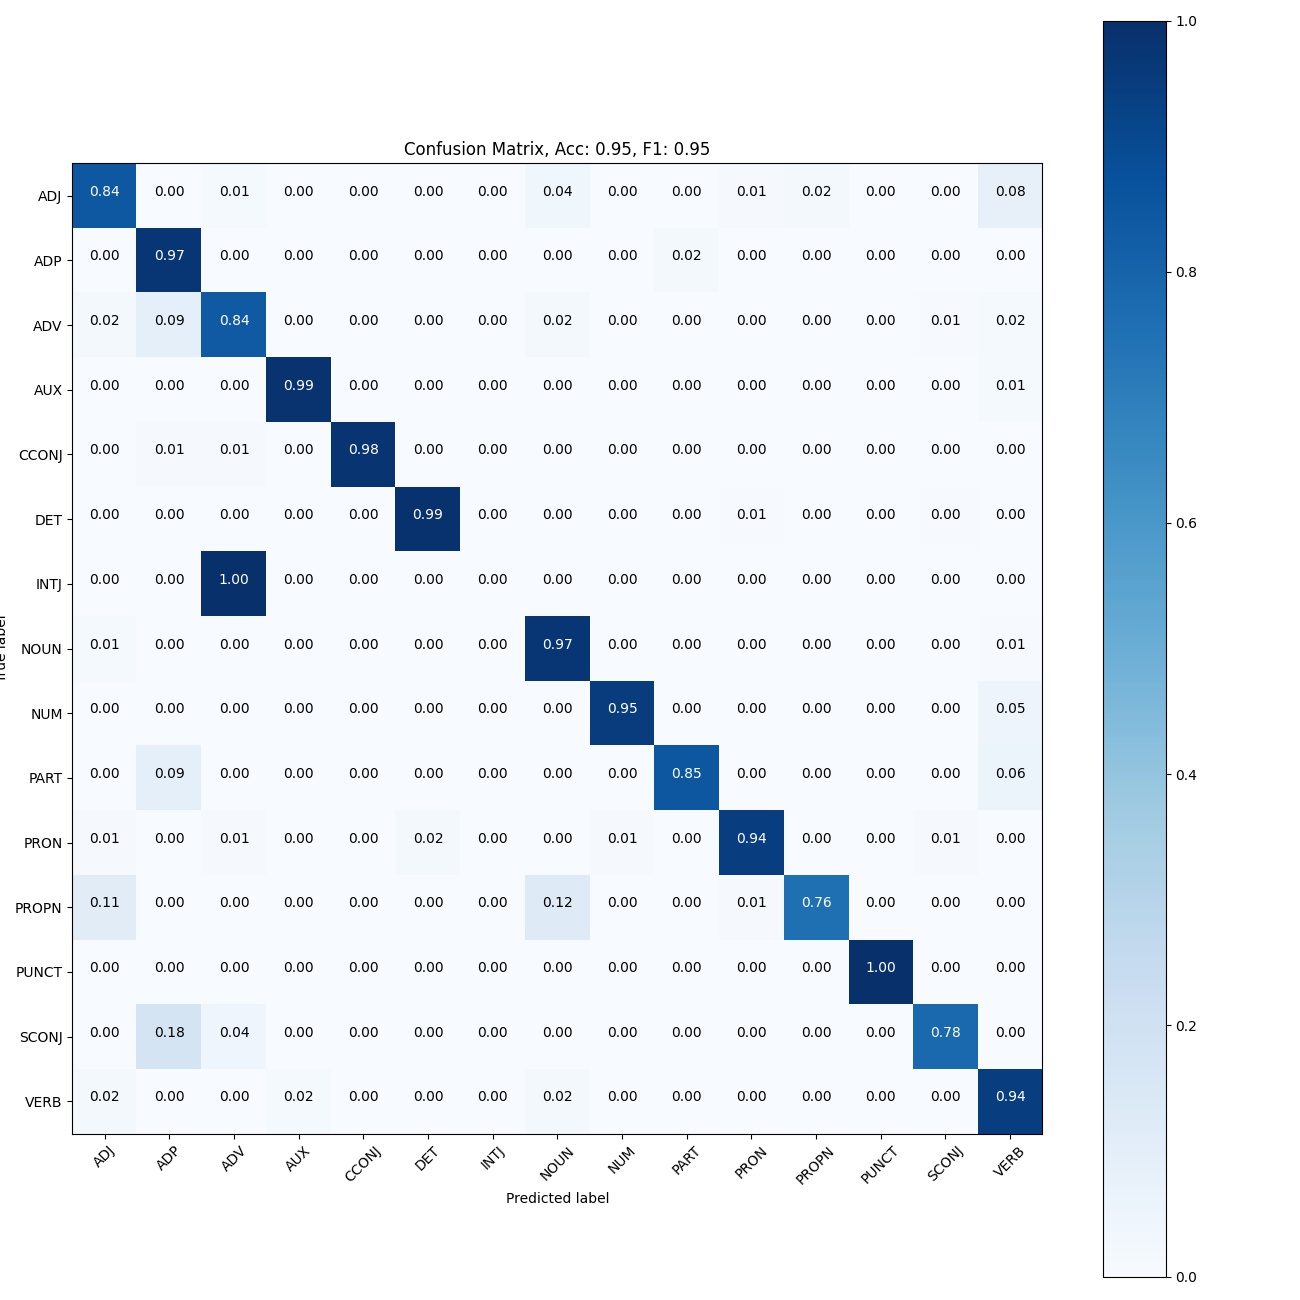 Confusion Matrix, Acc: 0.95, F1: 0.95
ADJ 0.84 0.00 0.01 0.00 0.00 0.00 0.00 0.04 0.00 0.00 0.01 0.02 0.00 0.00 0.08
ADP 0.00 0.97 0.00 0.00 0.00 0.00 0.00 0.00 0.00 0.02 0.00 0.00 0.00 0.00 0.00
ADV 0.02 0.09 0.84 0.00 0.00 0.00 0.00 0.02 0.00 0.00 0.00 0.00 0.00 0.01 0.02
AUX 0.00 0.00 0.00 0.99 0.00 0.00 0.00 0.00 0.00 0.00 0.00 0.00 0.00 0.00 0.01
CCONJ 0.00 0.01 0.01 0.00 0.98 0.00 0.00 0.00 0.00 0.00 0.00 0.00 0.00 0.00 0.00
DET 0.00 0.00 0.00 0.00 0.00 0.99 0.00 0.00 0.00 0.00 0.01 0.00 0.00 0.00 0.00
INTJ 0.00 0.00 1.00 0.00 0.00 0.00 0.00 0.00 0.00 0.00 0.00 0.00 0.00 0.00 0.00
NOUN 0.01 0.00 0.00 0.00 0.00 0.00 0.00 0.97 0.00 0.00 0.00 0.00 0.00 0.00 0.01
NUM 0.00 0.00 0.00 0.00 0.00 0.00 0.00 0.00 0.95 0.00 0.00 0.00 0.00 0.00 0.05
PART 0.00 0.09 0.00 0.00 0.00 0.00 0.00 0.00 0.00 0.85 0.00 0.00 0.00 0.00 0.06
PRON 0.01 0.00 0.01 0.00 0.00 0.02 0.00 0.00 0.01 0.00 0.94 0.00 0.00 0.01 0.00
PROPN 0.11 0.00 0.00 0.00 0.00 0.00 0.00 0.12 0.00 0.00 0.01 0.76 0.00 0.00 0.00
PUNCT 0.00 0.00 0.00 0.00 0.00 0.00 0.00 0.00 0.00 0.00 0.00 0.00 1.00 0.00 0.00
SCONJ 0.00 0.18 0.04 0.00 0.00 0.00 0.00 0.00 0.00 0.00 0.00 0.00 0.00 0.78 0.00
VERB 0.02 0.00 0.00 0.02 0.00 0.00 0.00 0.02 0.00 0.00 0.00 0.00 0.00 0.00 0.94
ADJ ADP ADV AUX CCONJ DET INTJ NOUN NUM PART PRON PROPN PUNCT SCONJ VERB
Predicted label
1.0
0.8
0.6
0.4
0.2
0.0